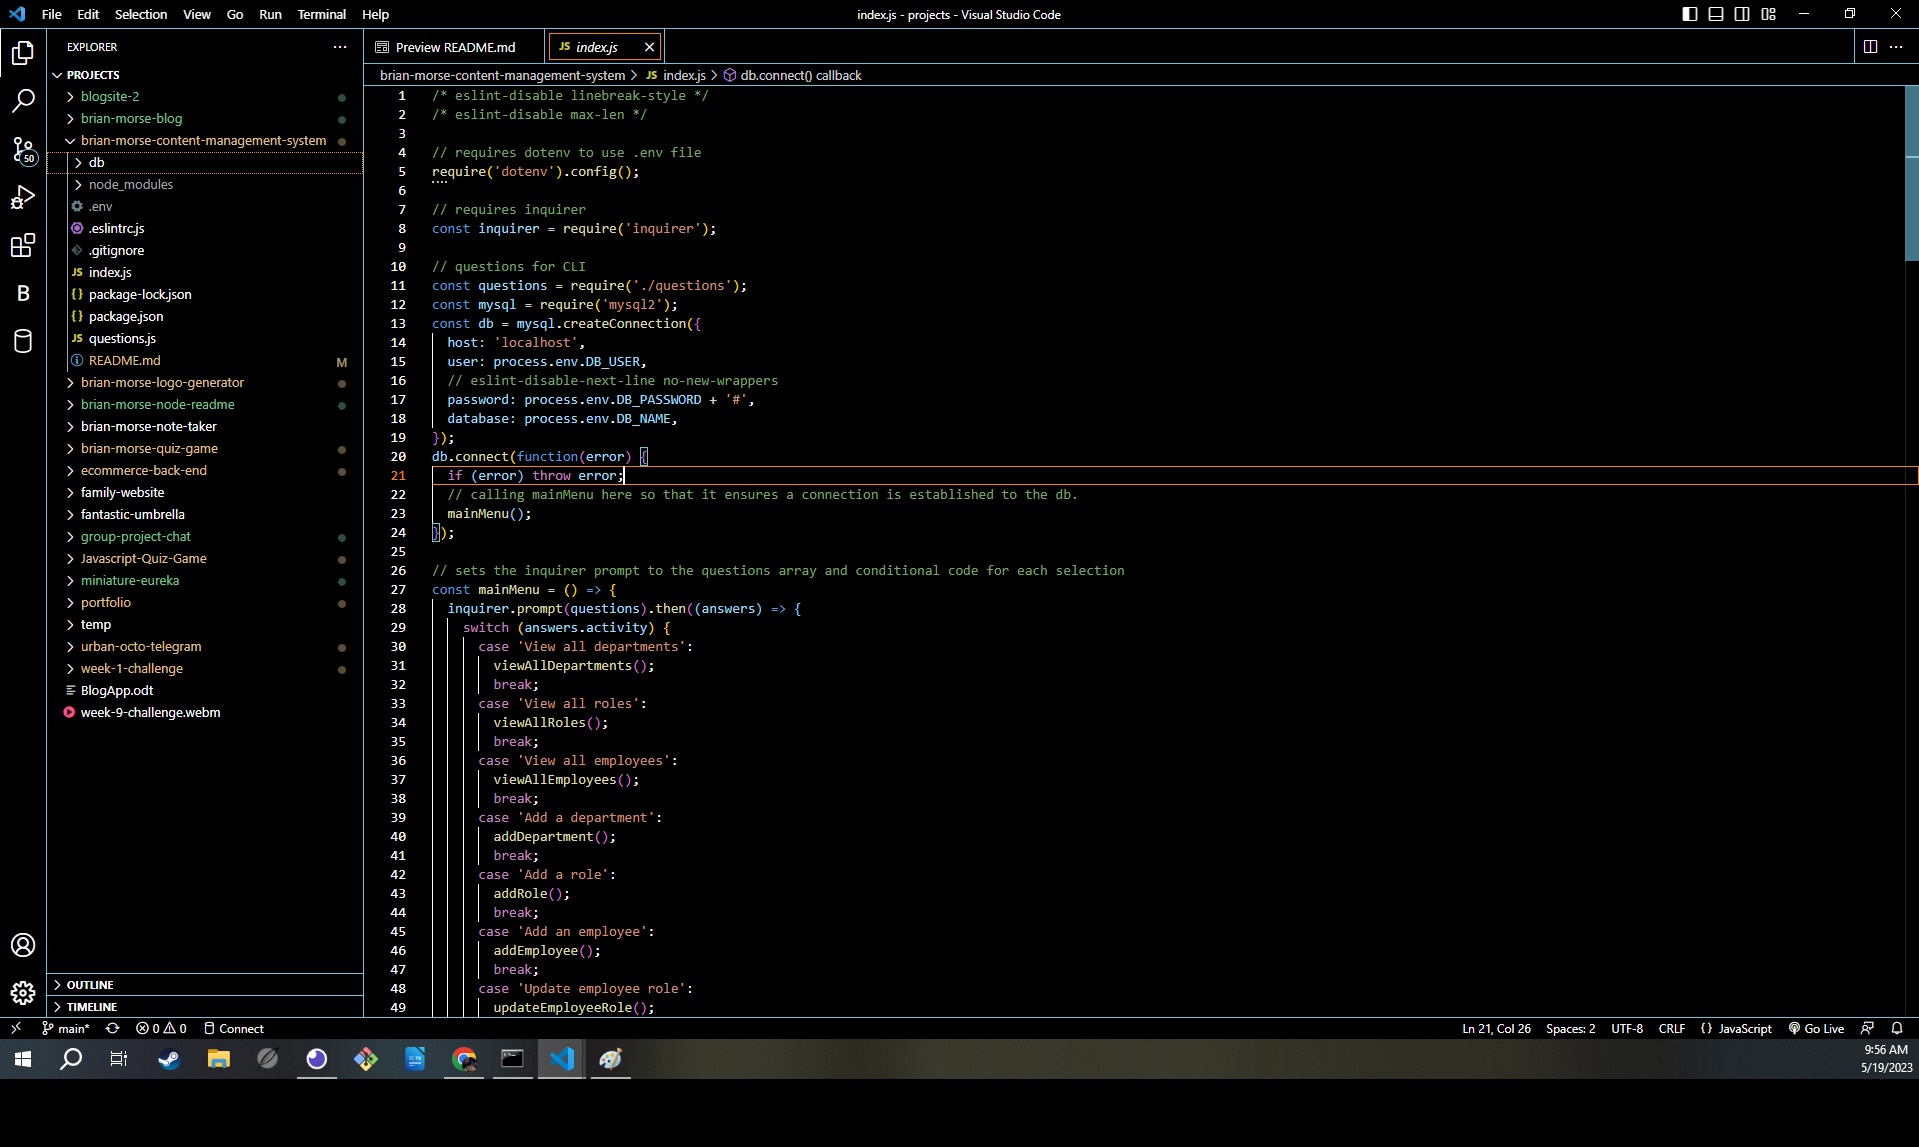 File Edit Selection View Go Run Terminal Help
index.js - projects - Visual Studio Code
EXPLORER
PROJECTS
blogsite-2
brian-morse-blog
brian-morse-content-management-system
db
node_modules
.env
.eslintrc.js
.gitignore
JS index.js
{} package-lock.json
{} package.json
JS questions.js
README.md M
brian-morse-logo-generator
brian-morse-node-readme
brian-morse-note-taker
brian-morse-quiz-game
ecommerce-back-end
family-website
fantastic-umbrella
group-project-chat
Javascript-Quiz-Game
miniature-eureka
portfolio
temp
urban-octo-telegram
week-1-challenge
BlogApp.odt
week-9-challenge.webm
OUTLINE
TIMELINE
50
B
Preview README.md
JS index.js
brian-morse-content-management-system > JS index.js > db.connect() callback
1 /* eslint-disable linebreak-style */
2 /* eslint-disable max-len */
3
4 // requires dotenv to use .env file
5 require('dotenv').config();
6
7 // requires inquirer
8 const inquirer = require('inquirer');
9
10 // questions for CLI
11 const questions = require('./questions');
12 const mysql = require('mysql2');
13 const db = mysql.createConnection({
14 host: 'localhost',
15 user: process.env.DB_USER,
16 // eslint-disable-next-line no-new-wrappers
17 password: process.env.DB_PASSWORD + '#',
18 database: process.env.DB_NAME,
19 });
20 db.connect(function(error) {
21 if (error) throw error;
22 // calling mainMenu here so that it ensures a connection is established to the db.
23 mainMenu();
24 });
25
26 // sets the inquirer prompt to the questions array and conditional code for each selection
27 const mainMenu = () => {
28 inquirer.prompt(questions).then((answers) => {
29 switch (answers.activity) {
30 case 'View all departments':
31 viewAllDepartments();
32 break;
33 case 'View all roles':
34 viewAllRoles();
35 break;
36 case 'View all employees':
37 viewAllEmployees();
38 break;
39 case 'Add a department':
40 addDepartment();
41 break;
42 case 'Add a role':
43 addRole();
44 break;
45 case 'Add an employee':
46 addEmployee();
47 break;
48 case 'Update employee role':
49 updateEmployeeRole();
main* 0 0 Connect
Ln 21, Col 26 Spaces: 2 UTF-8 CRLF {} JavaScript Go Live
9:56 AM
5/19/2023